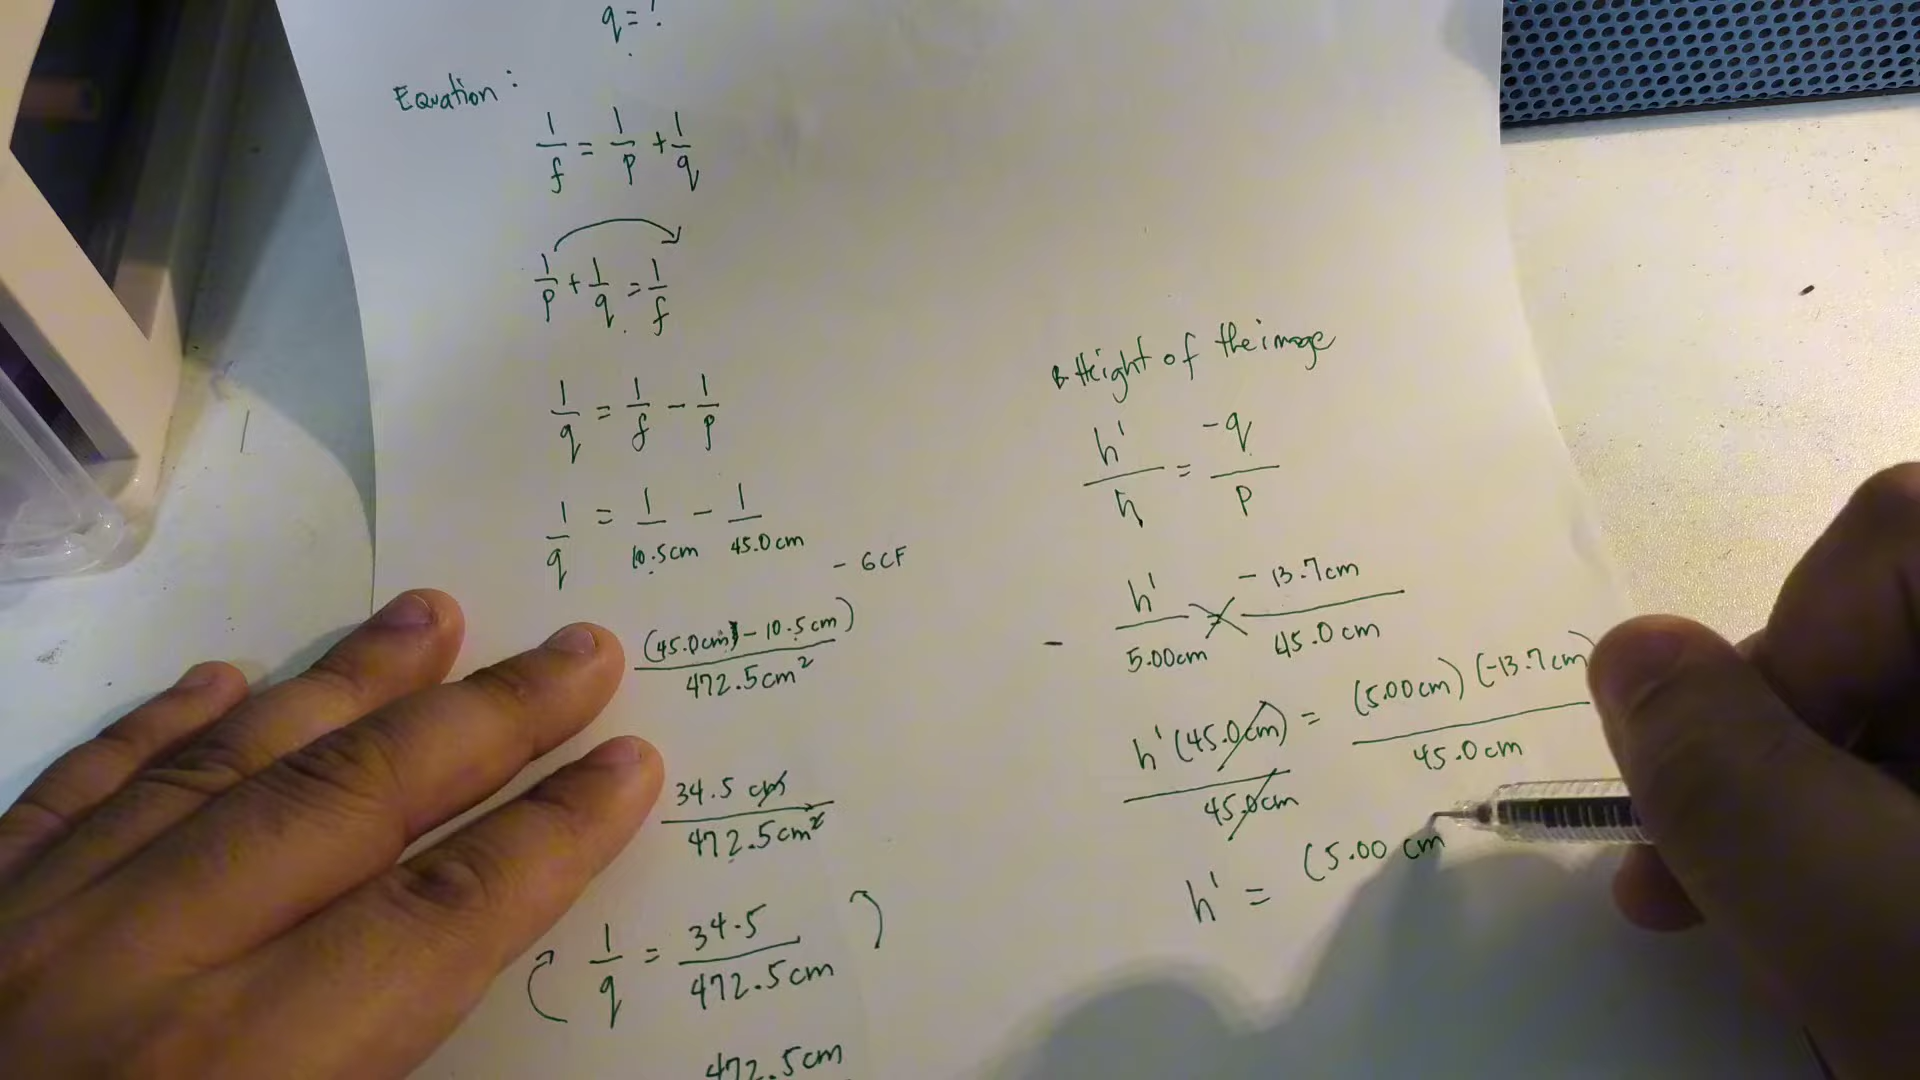 q = ?
Equation:
1/f = 1/p + 1/q
1/p + 1/q = 1/f
1/q = 1/f - 1/p
1/q = 1/10.5cm - 1/45.0cm
- GCF
(45.0cm) - 10.5cm)/472.5cm²
34.5 cm/472.5cm²
1/q = 34.5/472.5cm
472.5cm
Height of the image
h'/h = -q/p
- h'/5.00cm = -13.7cm/45.0cm
h'(45.0cm)/45.0cm = (5.00cm)(-13.7cm)/45.0cm
h' = (5.00 cm